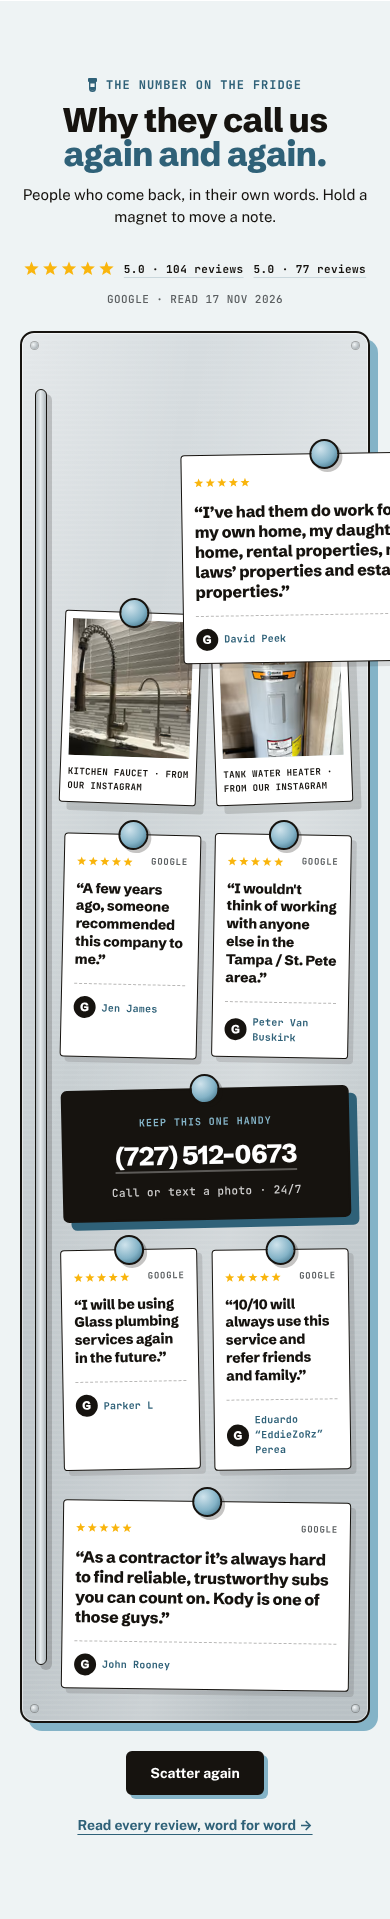 THE NUMBER ON THE FRIDGE
Why they call us
again and again.
People who come back, in their own words. Hold a
magnet to move a note.
5.0 · 104 reviews 5.0 · 77 reviews
GOOGLE · READ 17 NOV 2026
“I’ve had them do work fo
my own home, my daught
home, rental properties,
laws’ properties and esta
properties.”
G David Peek
KITCHEN FAUCET · FROM
OUR INSTAGRAM
TANK WATER HEATER ·
FROM OUR INSTAGRAM
GOOGLE
“A few years
ago, someone
recommended
this company to
me.”
G Jen James
GOOGLE
“I wouldn't
think of working
with anyone
else in the
Tampa / St. Pete
area.”
G Peter Van
Buskirk
KEEP THIS ONE HANDY
(727) 512-0673
Call or text a photo · 24/7
GOOGLE
“I will be using
Glass plumbing
services again
in the future.”
G Parker L
GOOGLE
“10/10 will
always use this
service and
refer friends
and family.”
G Eduardo
“EddieZoRz”
Perea
GOOGLE
“As a contractor it’s always hard
to find reliable, trustworthy subs
you can count on. Kody is one of
those guys.”
G John Rooney
Scatter again
Read every review, word for word →